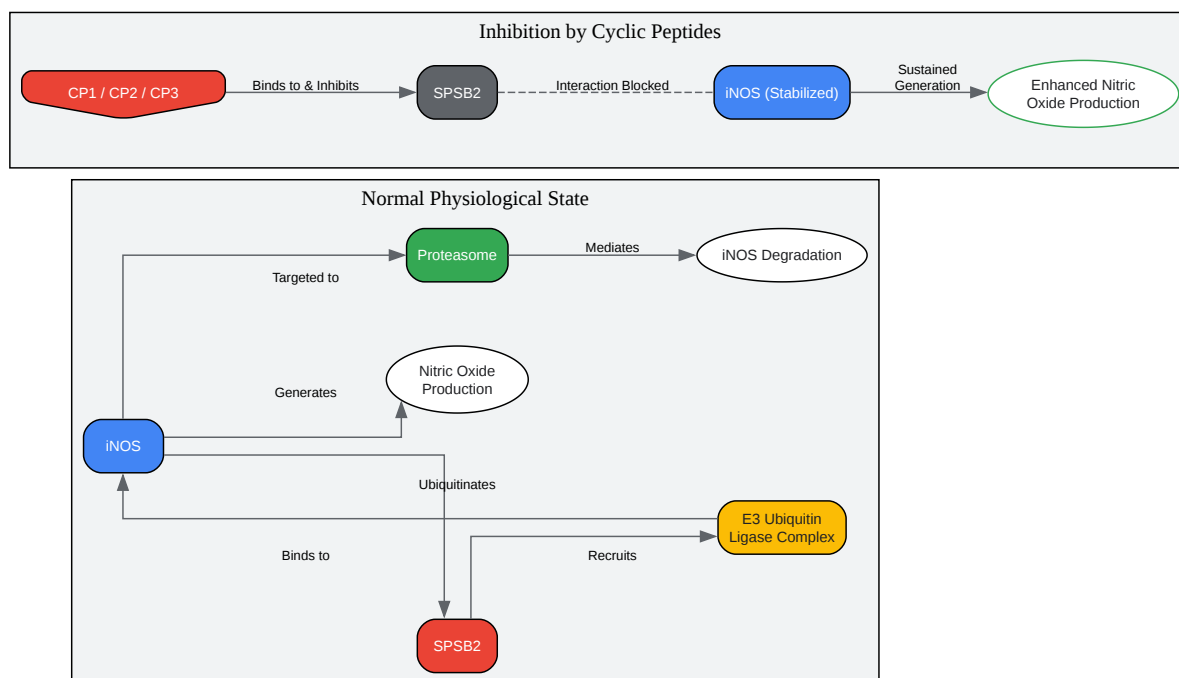 Inhibition by Cyclic Peptides
CP1 / CP2 / CP3
Binds to & Inhibits
SPSB2
Interaction Blocked
iNOS (Stabilized)
Sustained
Generation
Enhanced Nitric
Oxide Production
Normal Physiological State
Proteasome
Mediates
iNOS Degradation
Targeted to
Nitric Oxide
Production
Generates
iNOS
Ubiquitinates
E3 Ubiquitin
Ligase Complex
Binds to
Recruits
SPSB2